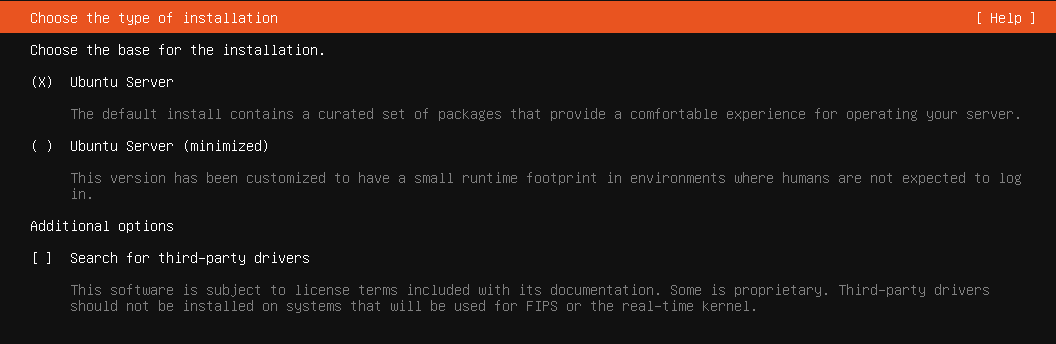 Choose the type of installation [ Help ]
Choose the base for the installation.
(X) Ubuntu Server
The default install contains a curated set of packages that provide a comfortable experience for operating your server.
( ) Ubuntu Server (minimized)
This version has been customized to have a small runtime footprint in environments where humans are not expected to log
in.
Additional options
[ ] Search for third-party drivers
This software is subject to license terms included with its documentation. Some is proprietary. Third-party drivers
should not be installed on systems that will be used for FIPS or the real-time kernel.